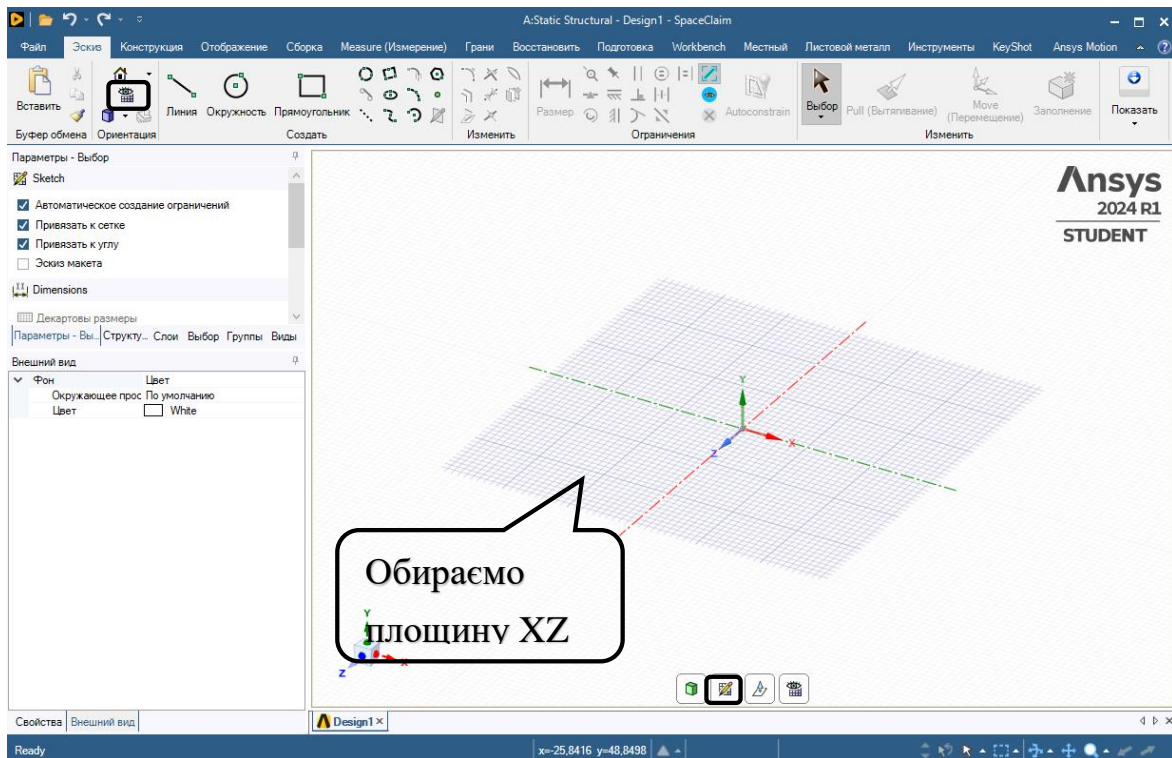 A:Static Structural - Design1 - SpaceClaim
Файл Эскиз Конструкция Отображение Сборка Measure (Измерение) Грани Восстановить Подготовка Workbench Местный Листовой металл Инструменты KeyShot Ansys Motion
Вставить
Линия Окружность Прямоугольник
Размер
Autoconstrain
Выбор
Pull (Вытягивание)
Move
(Перемещение)
Заполнение
Показать
Буфер обмена Ориентация Создать Изменить Ограничения Изменить
Параметры - Выбор
Sketch
Автоматическое создание ограничений
Привязать к сетке
Привязать к углу
Эскиз макета
Dimensions
Декартовы размеры
Параметры - Вы... Структу... Слои Выбор Группы Виды
Внешний вид
Фон Цвет
Окружающее прос По умолчанию
Цвет White
Ansys
2024 R1
STUDENT
Y
X
Z
Обираємо
площину XZ
Y
X
Z
Свойства Внешний вид
Design1
Ready
x=-25,8416 y=48,8498